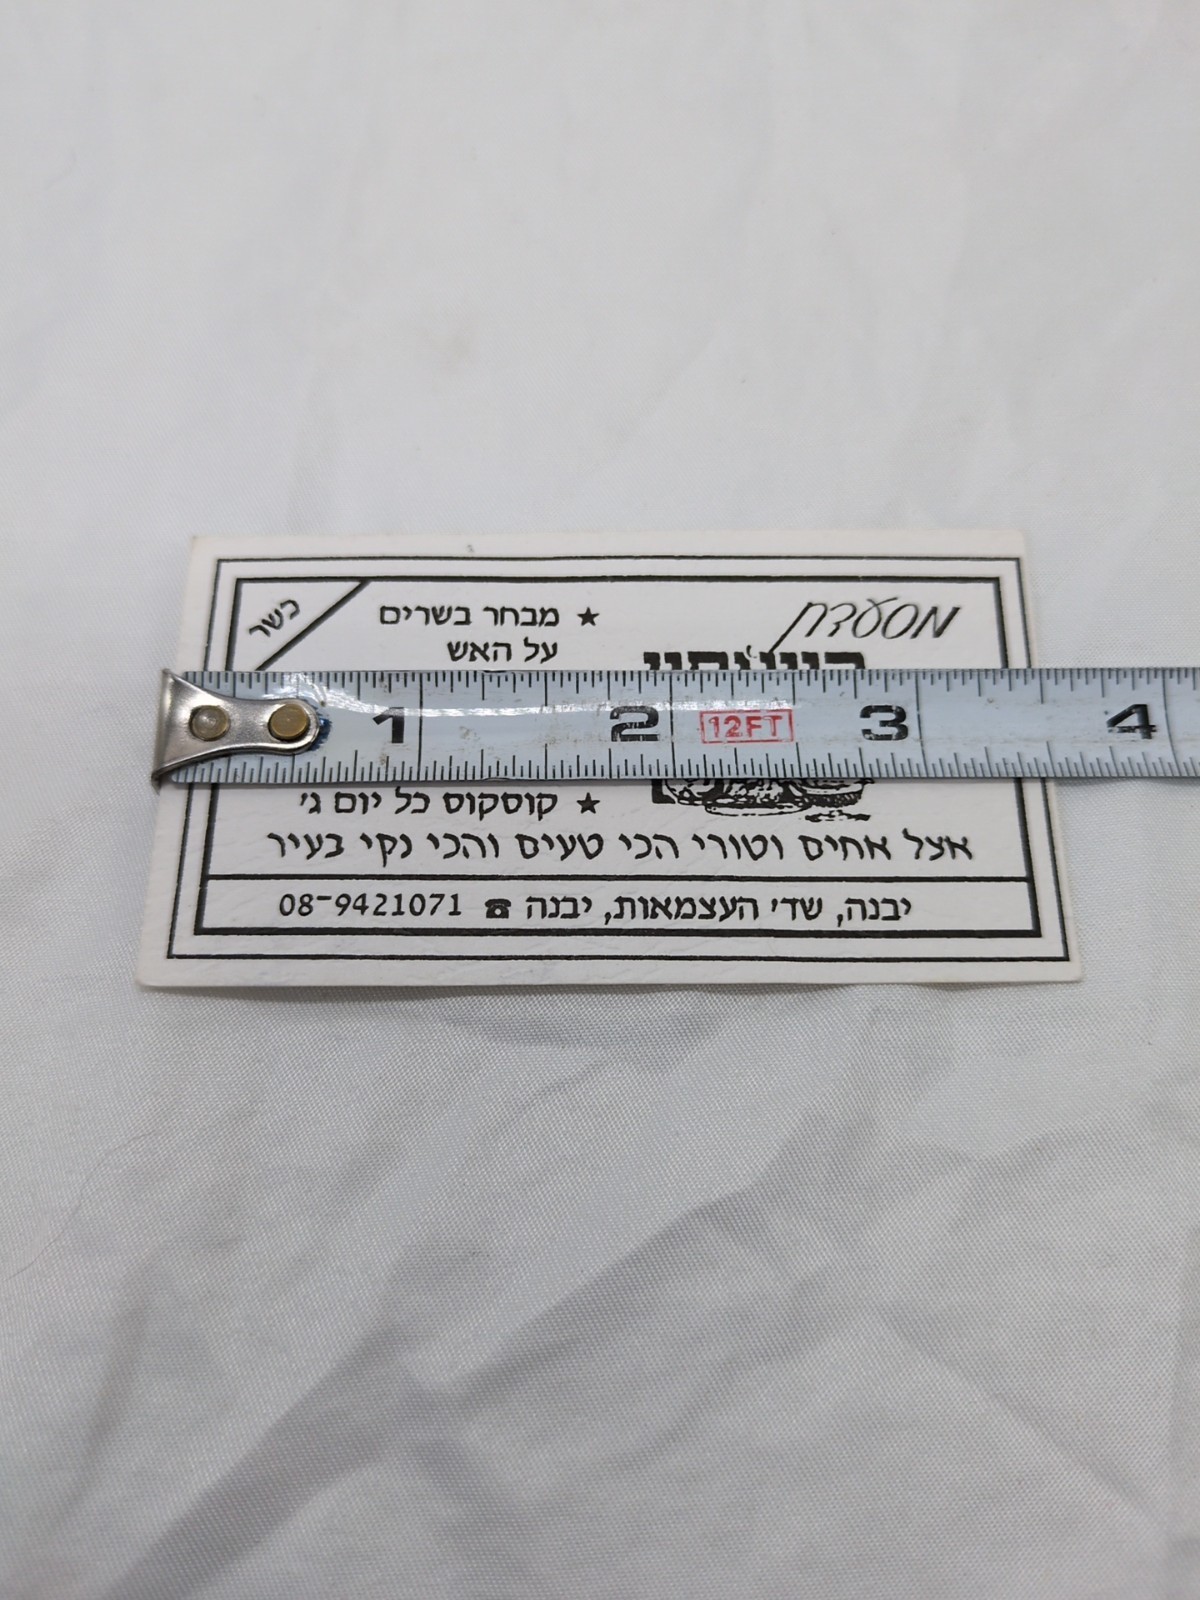 מסעדת
כשר
★ מבחר בשרים
על האש
1 2 12FT 3 4
★ קוסקוס כל יום ג'
אצל אחים וטורי הכי טעים והכי נקי בעיר
יבנה, שד' העצמאות, יבנה ☎ 08-9421071